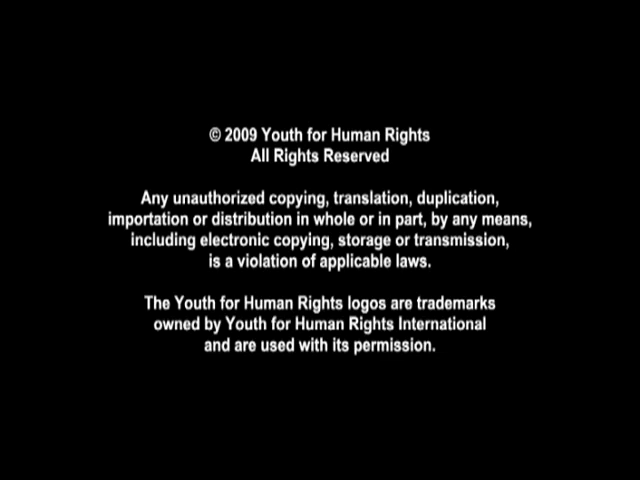 © 2009 Youth for Human Rights
All Rights Reserved
Any unauthorized copying, translation, duplication,
importation or distribution in whole or in part, by any means,
including electronic copying, storage or transmission,
is a violation of applicable laws.
The Youth for Human Rights logos are trademarks
owned by Youth for Human Rights International
and are used with its permission.